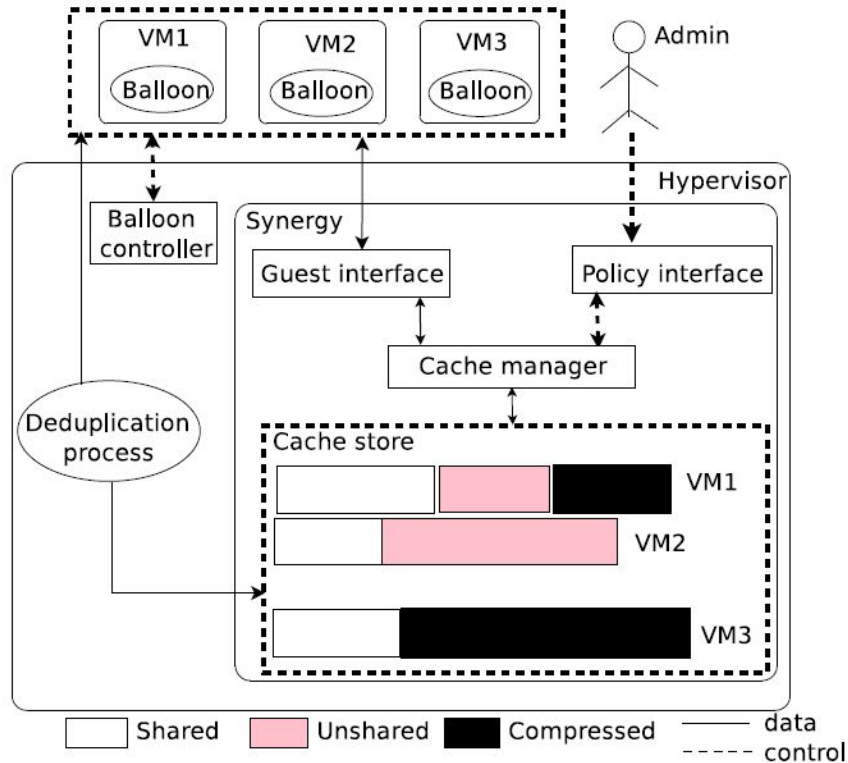 VM1
VM2
VM3
Balloon
Balloon
Balloon
Admin
Hypervisor
Balloon
controller
Synergy
Guest interface
Policy interface
Cache manager
Deduplication
process
Cache store
VM1
VM2
VM3
Shared
Unshared
Compressed
data
control